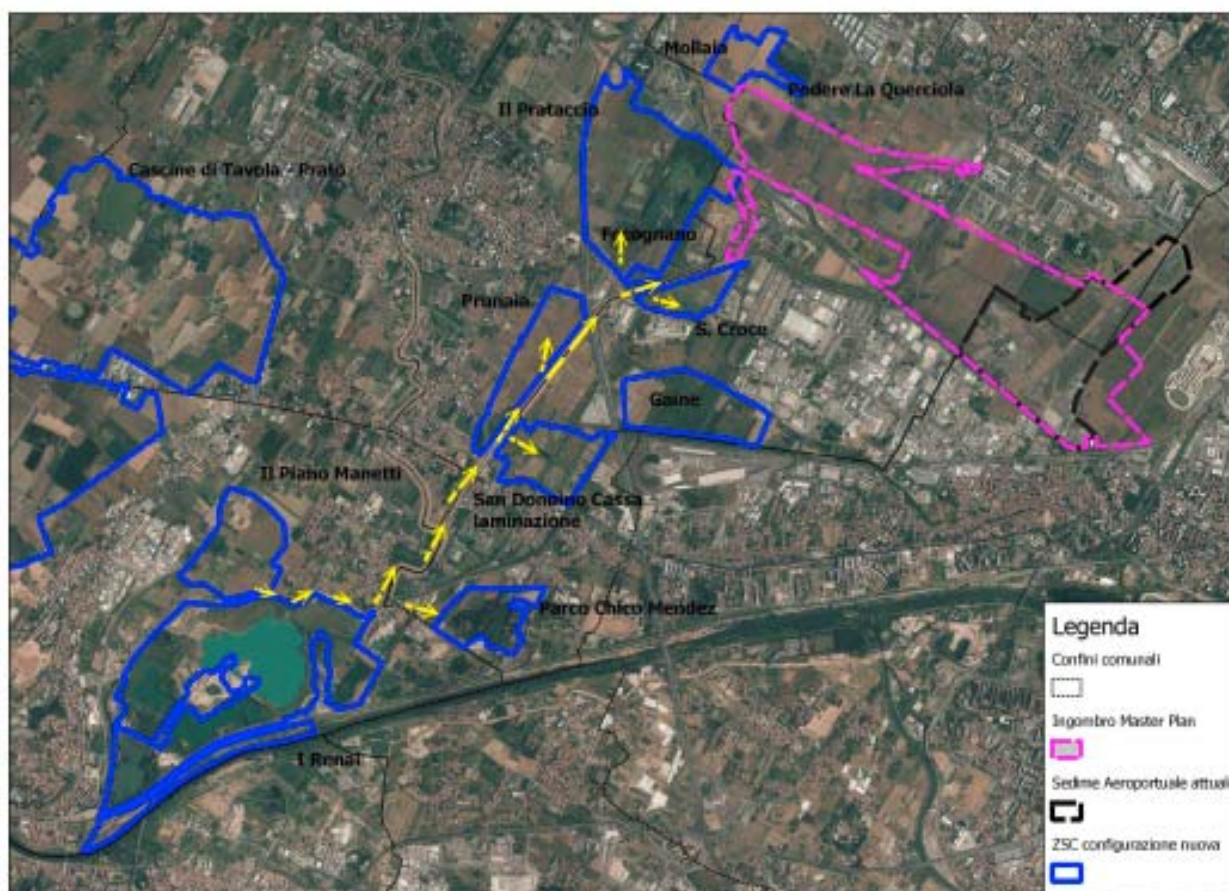 Mollaia
Podere La Querciola
Il Prataccio
Cascine di Tavola - Prato
Focognano
Prunaia
S. Croce
Gaine
Il Piano Manetti
San Donnino Cassa
laminazione
Parco Chico Mendez
I Renai
Legenda
Confini comunali
Ingombro Master Plan
Sedime Aeroportuale attual
ZSC configurazione nuova